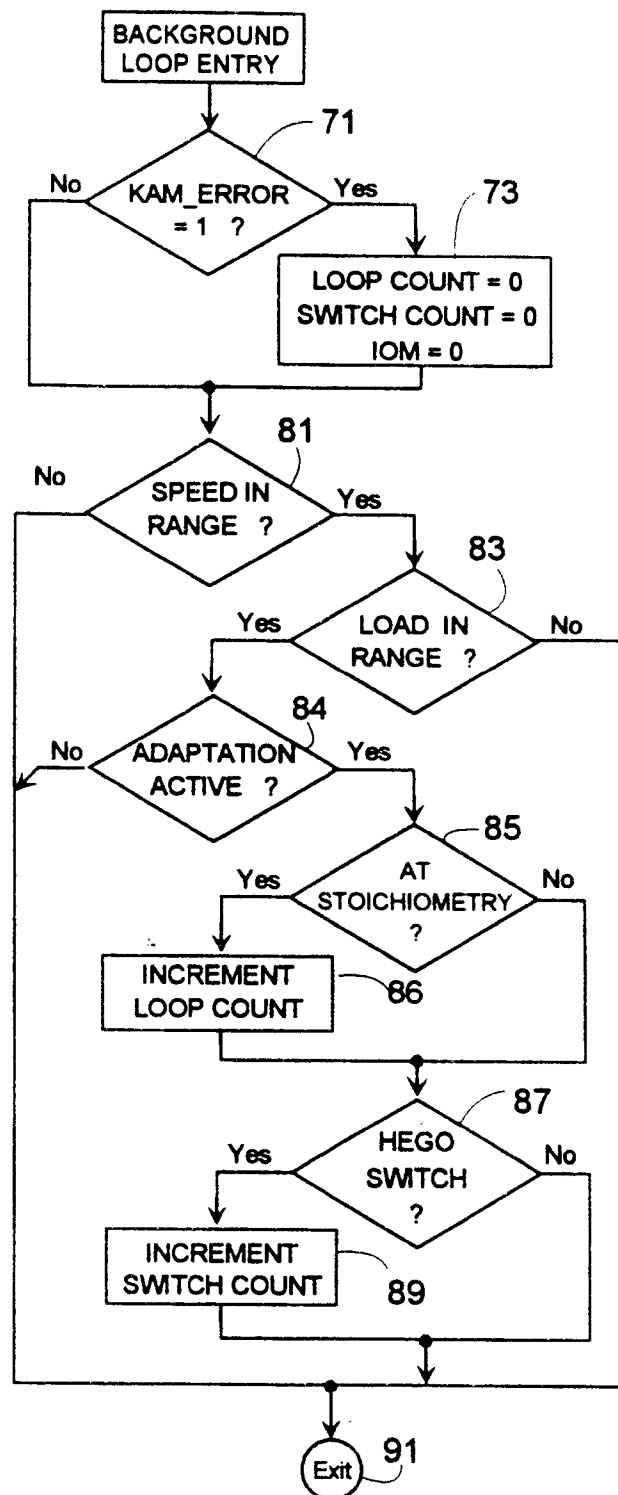 BACKGROUND
LOOP ENTRY
71
No
KAM_ERROR
= 1 ?
Yes
73
LOOP COUNT = 0
SWITCH COUNT = 0
IOM = 0
81
No
SPEED IN
RANGE ?
Yes
83
Yes
LOAD IN
RANGE ?
No
84
No
ADAPTATION
ACTIVE ?
Yes
85
Yes
AT
STOICHIOMETRY
?
No
INCREMENT
LOOP COUNT
86
87
Yes
HEGO
SWITCH
?
No
INCREMENT
SWITCH COUNT
89
Exit
91